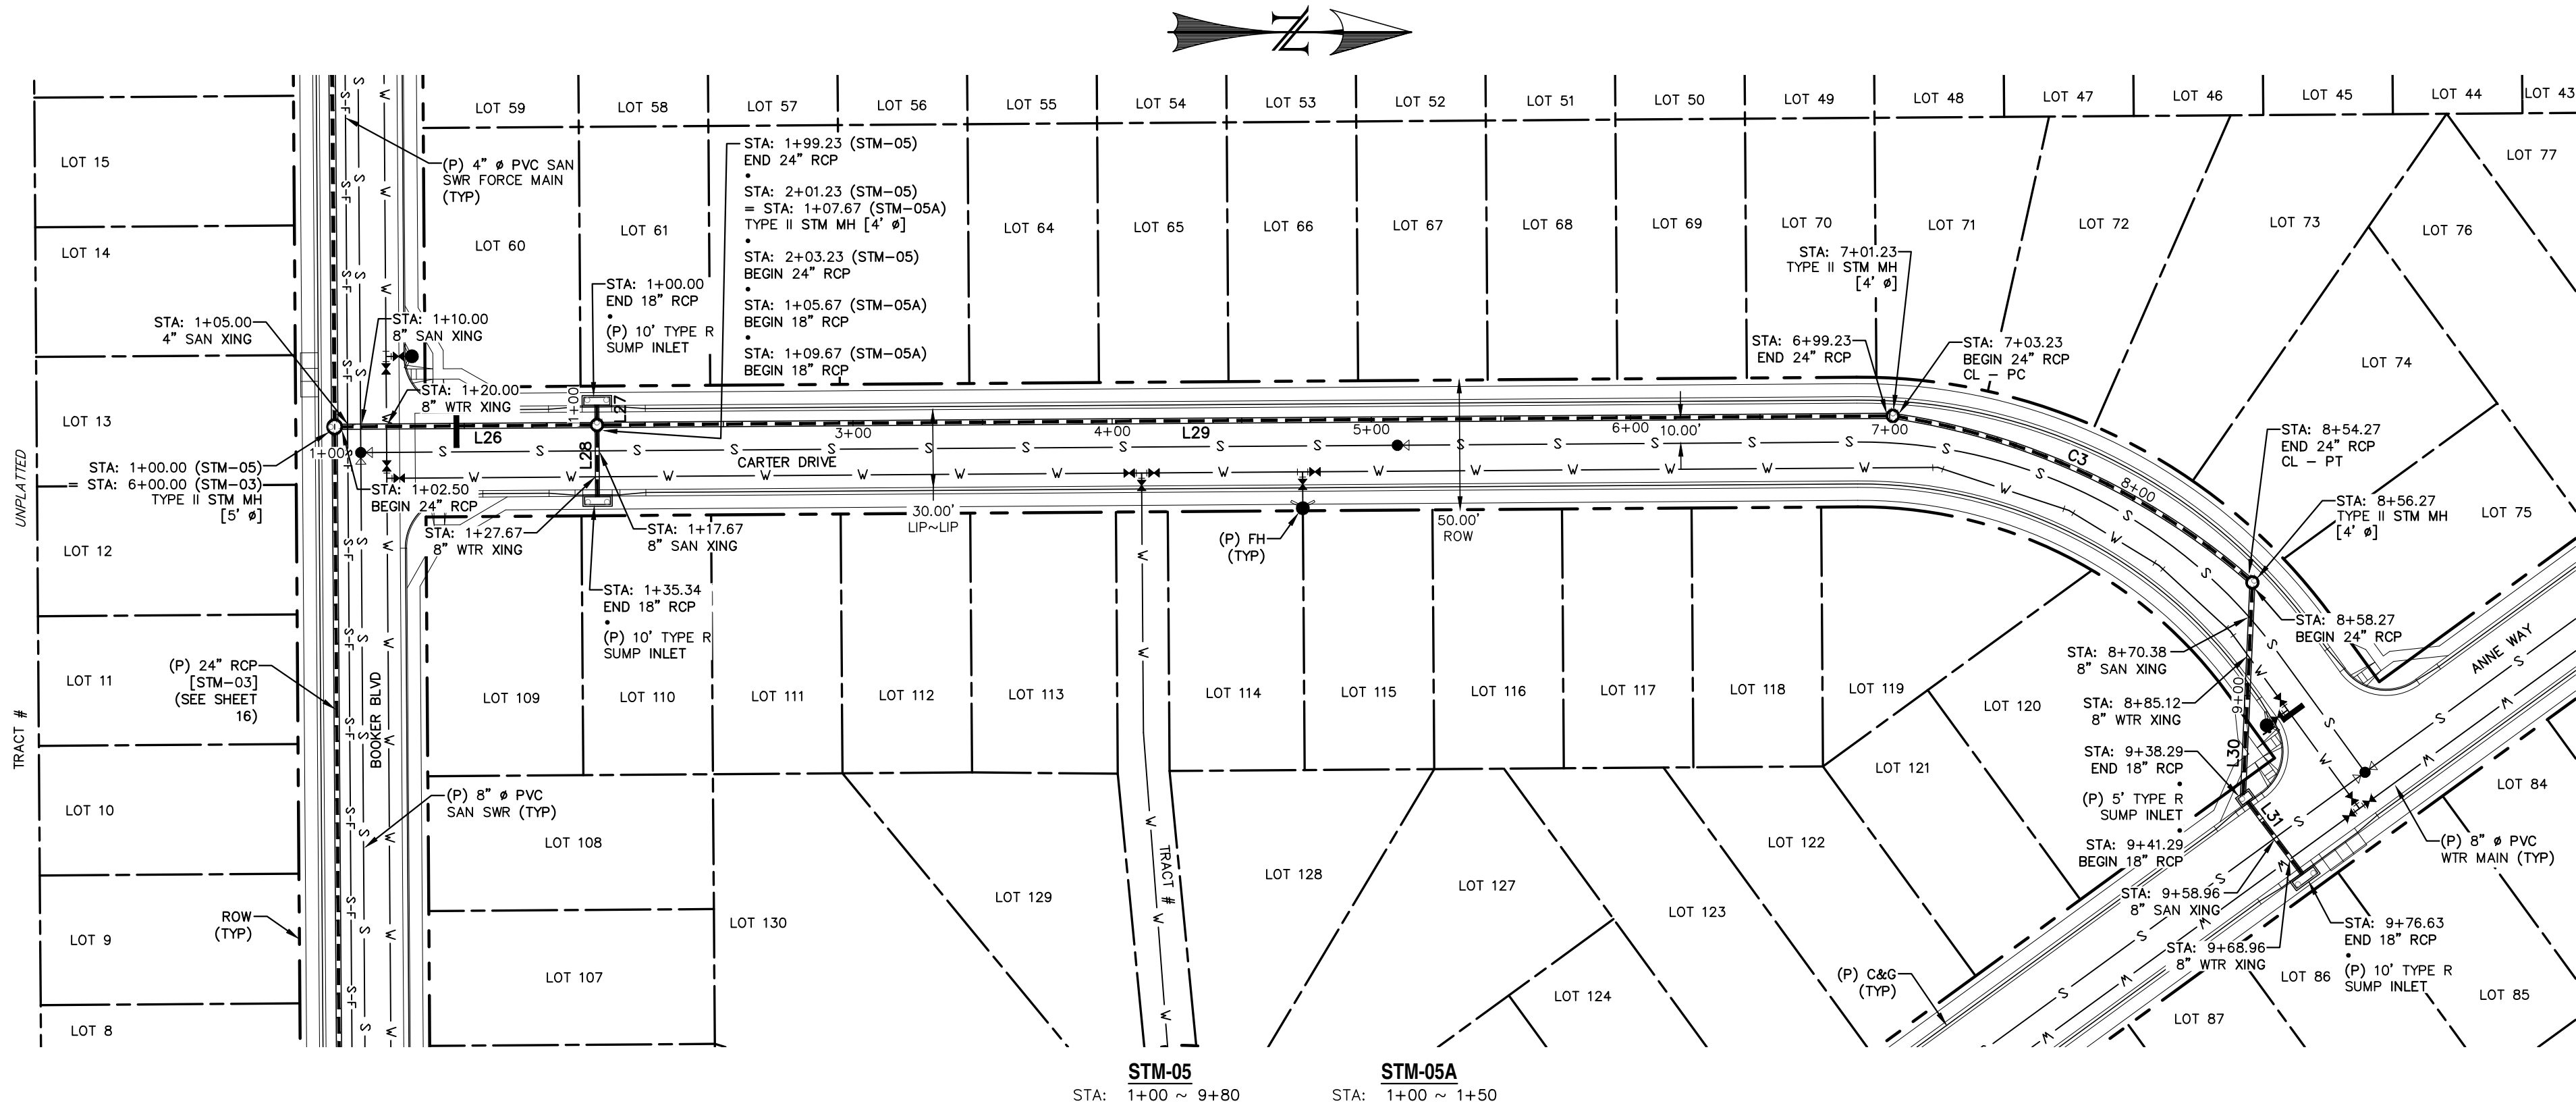 N
LOT 59
LOT 58
LOT 57
LOT 56
LOT 55
LOT 54
LOT 53
LOT 52
LOT 51
LOT 50
LOT 49
LOT 48
LOT 47
LOT 46
LOT 45
LOT 44
LOT 43
LOT 15
LOT 14
LOT 13
LOT 12
LOT 11
LOT 10
LOT 9
LOT 8
UNPLATTED
TRACT #
(P) 4" ø PVC SAN
SWR FORCE MAIN
(TYP)
LOT 60
LOT 61
STA: 1+99.23 (STM-05)
END 24" RCP
•
STA: 2+01.23 (STM-05)
= STA: 1+07.67 (STM-05A)
TYPE II STM MH [4' ø]
•
STA: 2+03.23 (STM-05)
BEGIN 24" RCP
•
STA: 1+05.67 (STM-05A)
BEGIN 18" RCP
•
STA: 1+09.67 (STM-05A)
BEGIN 18" RCP
STA: 1+00.00
END 18" RCP
•
(P) 10' TYPE R
SUMP INLET
LOT 64
LOT 65
LOT 66
LOT 67
LOT 68
LOT 69
LOT 70
LOT 71
LOT 72
LOT 73
LOT 76
LOT 77
LOT 74
LOT 75
STA: 7+01.23
TYPE II STM MH
[4' ø]
STA: 6+99.23
END 24" RCP
STA: 7+03.23
BEGIN 24" RCP
CL - PC
STA: 1+05.00
4" SAN XING
STA: 1+10.00
8" SAN XING
STA: 1+20.00
8" WTR XING
1+00
L27
L26
L28
L29
1+00
3+00
4+00
5+00
6+00
10.00'
7+00
C3
8+00
CARTER DRIVE
STA: 1+00.00 (STM-05)
= STA: 6+00.00 (STM-03)
TYPE II STM MH
[5' ø]
STA: 1+02.50
BEGIN 24" RCP
STA: 1+27.67
8" WTR XING
STA: 1+17.67
8" SAN XING
30.00'
LIP~LIP
50.00'
ROW
(P) FH
(TYP)
STA: 1+35.34
END 18" RCP
•
(P) 10' TYPE R
SUMP INLET
STA: 8+54.27
END 24" RCP
CL - PT
STA: 8+56.27
TYPE II STM MH
[4' ø]
STA: 8+58.27
BEGIN 24" RCP
ANNE WAY
(P) 24" RCP
[STM-03]
(SEE SHEET
16)
BOOKER BLVD
(P) 8" ø PVC
SAN SWR (TYP)
ROW
(TYP)
LOT 109
LOT 110
LOT 111
LOT 112
LOT 113
LOT 114
LOT 115
LOT 116
LOT 117
LOT 118
LOT 119
LOT 120
LOT 121
LOT 122
LOT 123
LOT 124
LOT 127
LOT 128
LOT 129
LOT 130
LOT 108
LOT 107
TRACT #
STA: 8+70.38
8" SAN XING
STA: 8+85.12
8" WTR XING
9+00
L30
STA: 9+38.29
END 18" RCP
•
(P) 5' TYPE R
SUMP INLET
•
STA: 9+41.29
BEGIN 18" RCP
L31
STA: 9+58.96
8" SAN XING
STA: 9+68.96
8" WTR XING
(P) 8" ø PVC
WTR MAIN (TYP)
STA: 9+76.63
END 18" RCP
•
(P) 10' TYPE R
SUMP INLET
LOT 84
LOT 85
LOT 86
LOT 87
(P) C&G
(TYP)
STM-05
STA: 1+00 ~ 9+80
STM-05A
STA: 1+00 ~ 1+50